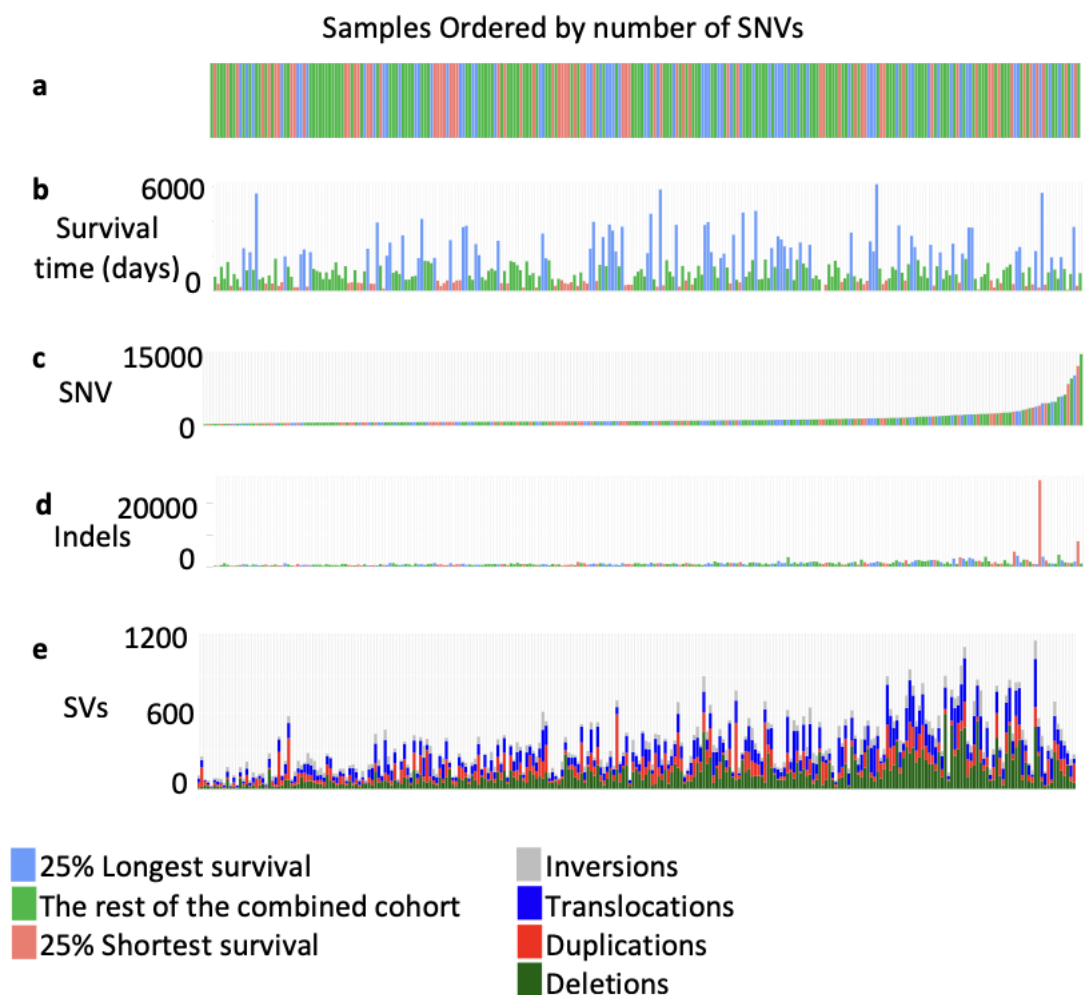 Samples Ordered by number of SNVs
a
b
6000
Survival
time (days)
0
c
15000
SNV
0
d
20000
Indels
0
e
1200
SVs
600
0
25% Longest survival
The rest of the combined cohort
25% Shortest survival
Inversions
Translocations
Duplications
Deletions